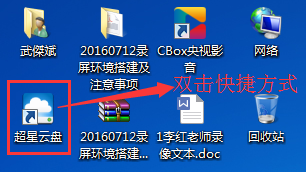 武傑斌
20160712录
屏环境搭建及
注意事项
CBox央视影
音
网络
双击快捷方式
超星云盘
20160712录
屏环境搭建...
1李红老师录
像文本.doc
回收站